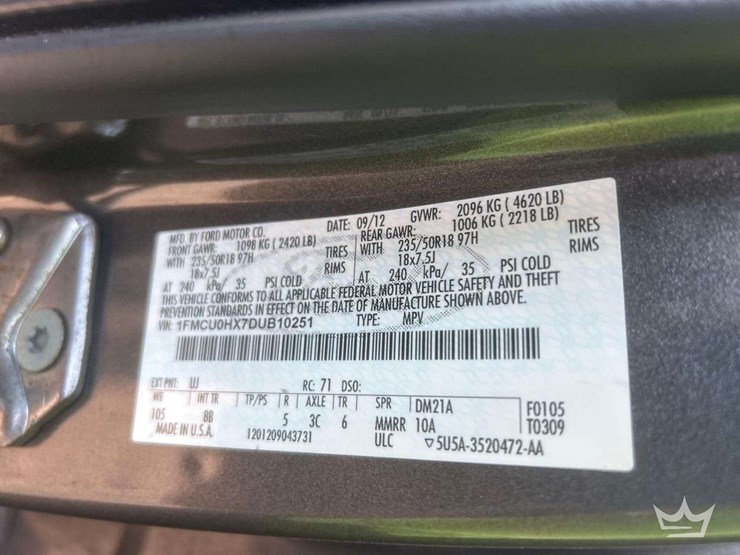 MFD. BY FORD MOTOR CO. DATE: 09/12 GVWR: 2096 KG ( 4620 LB)
FRONT GAWR: REAR GAWR:
1098 KG ( 2420 LB) 1006 KG ( 2218 LB)
WITH 235/50R18 97H TIRES WITH 235/50R18 97H TIRES
18x7.5J RIMS 18x7.5J RIMS
AT 240 kPa/ 35 PSI COLD AT 240 kPa/ 35 PSI COLD
THIS VEHICLE CONFORMS TO ALL APPLICABLE FEDERAL MOTOR VEHICLE SAFETY AND THEFT
PREVENTION STANDARDS IN EFFECT ON THE DATE OF MANUFACTURE SHOWN ABOVE.
VIN: 1FMCU0HX7DUB10251 TYPE: MPV
EXT PNT: UJ RC: 71 DSO:
WB INT TR TP/PS R AXLE TR SPR DM21A F0105
105 BB 5 3C 6 MMRR 10A T0309
MADE IN U.S.A. 1201209043731 ULC ▽5U5A-3520472-AA